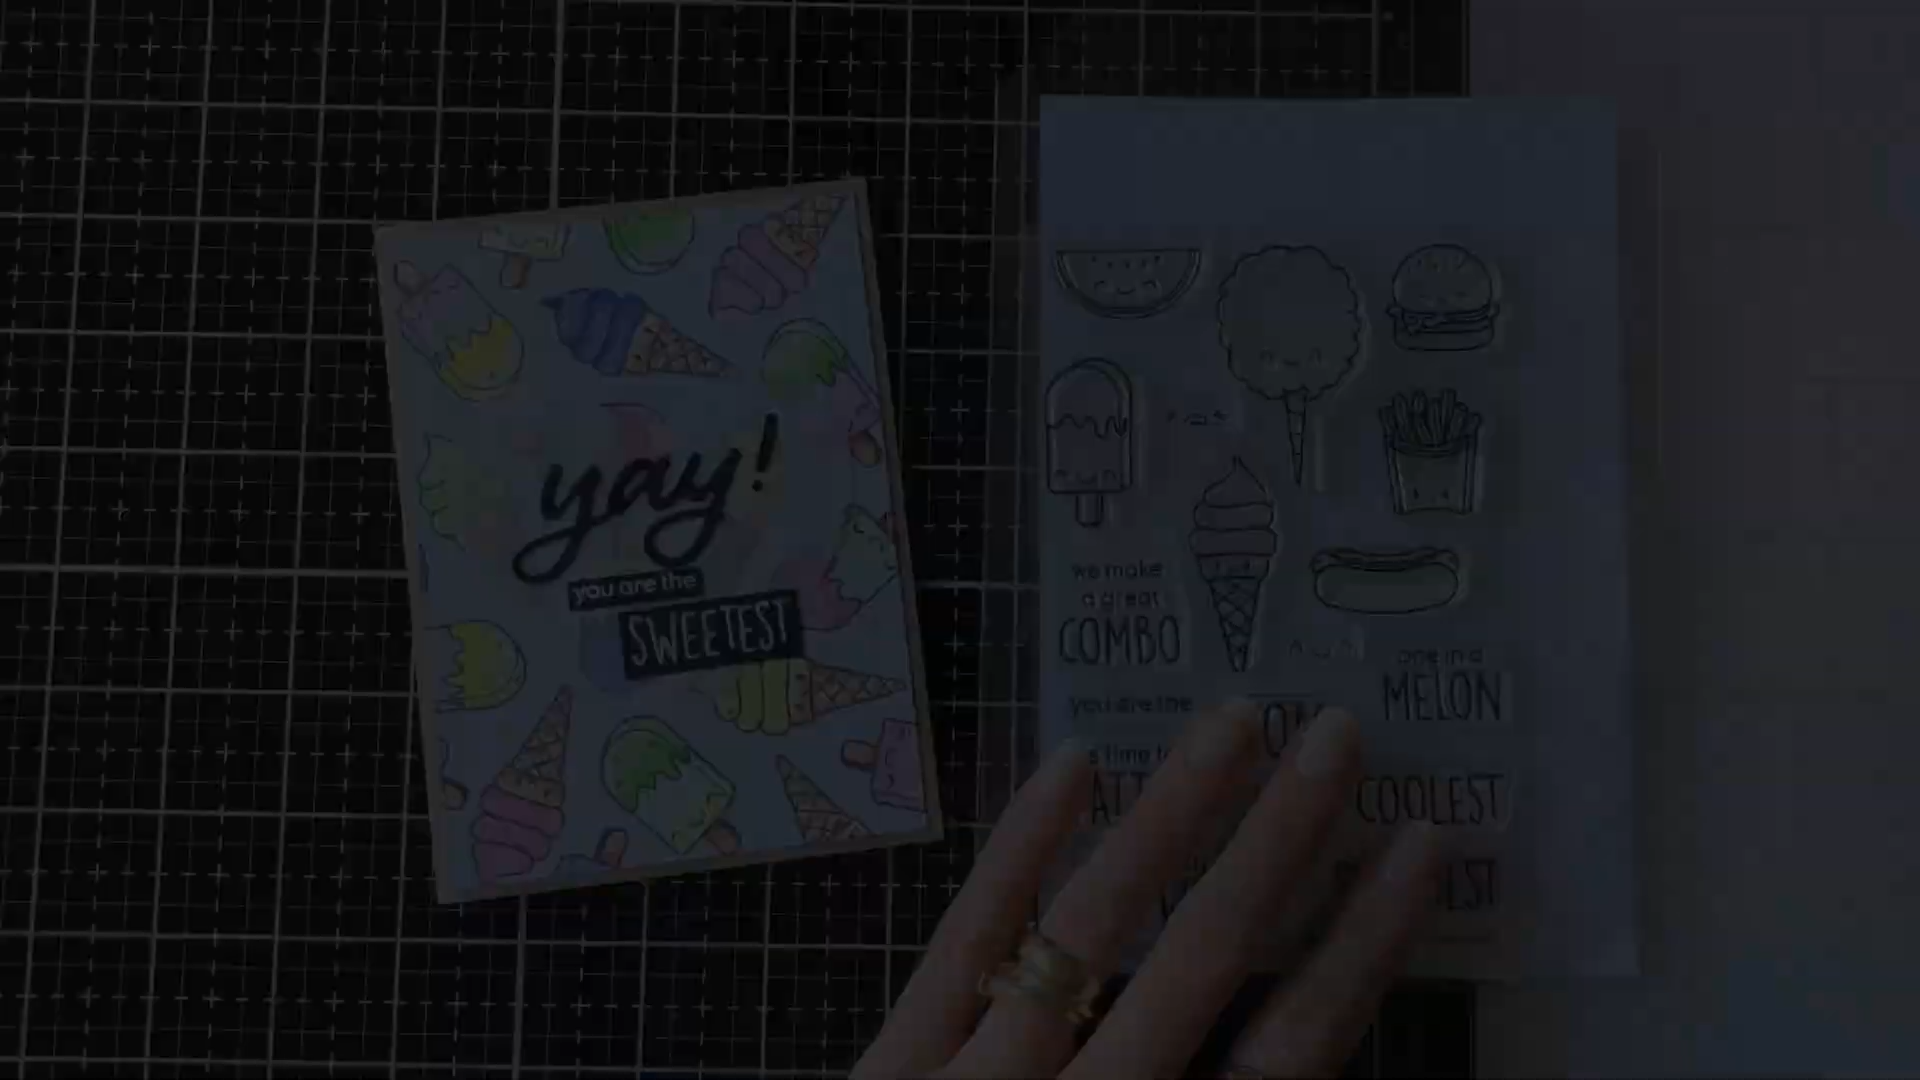 yay!
you are the
SWEETEST
we make
a great
COMBO
one in a
MELON
you are the
COOLEST